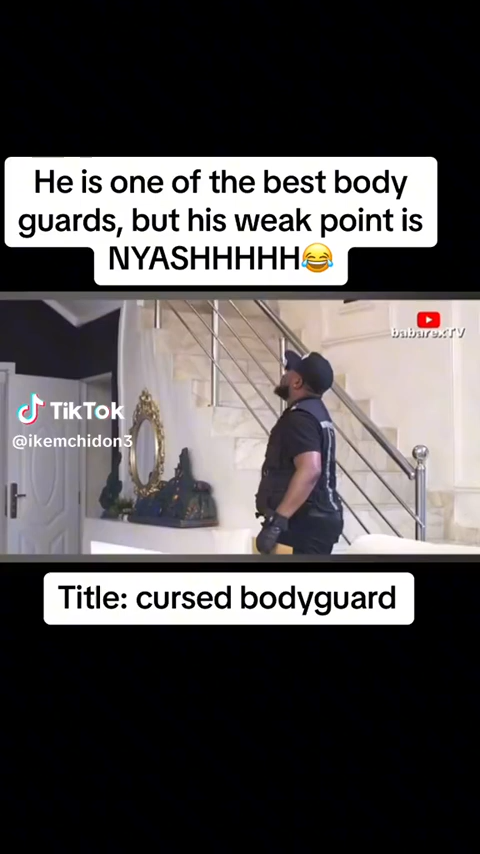 He is one of the best body
guards, but his weak point is
NYASHHHHH😂
babarexTV
TikTok
@ikemchidon3
Title: cursed bodyguard